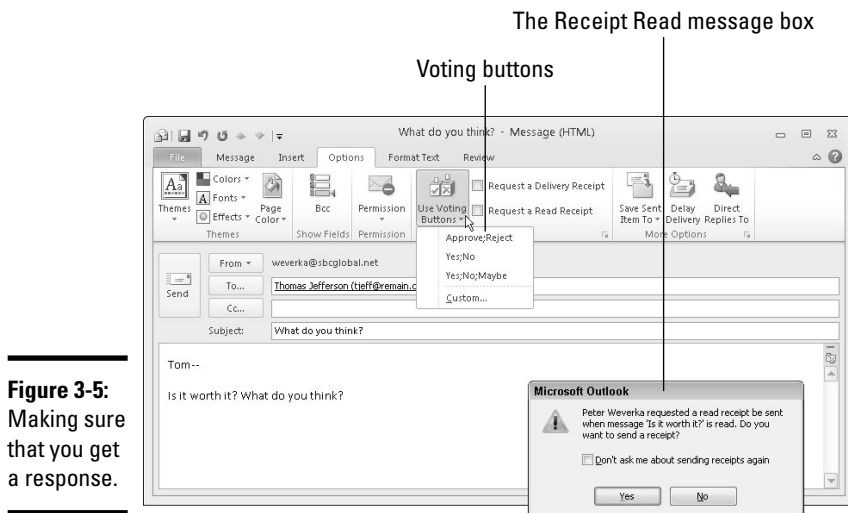 The Receipt Read message box
Voting buttons
What do you think? - Message (HTML)
File Message Insert Options Format Text Review
Aa Colors Fonts Effects Themes
Page Color
Themes
Bcc
Show Fields
Permission
Permission
Use Voting Buttons
Request a Delivery Receipt
Request a Read Receipt
Save Sent Item To
Delay Delivery
Direct Replies To
More Options
Approve;Reject
Yes;No
Yes;No;Maybe
Custom...
Send
From weverka@sbcglobal.net
To... Thomas Jefferson (tjeff@remain.c
Cc...
Subject: What do you think?
Tom--
Is it worth it? What do you think?
Microsoft Outlook
Peter Weverka requested a read receipt be sent
when message 'Is it worth it?' is read. Do you
want to send a receipt?
Don't ask me about sending receipts again
Yes No
Figure 3-5:
Making sure
that you get
a response.